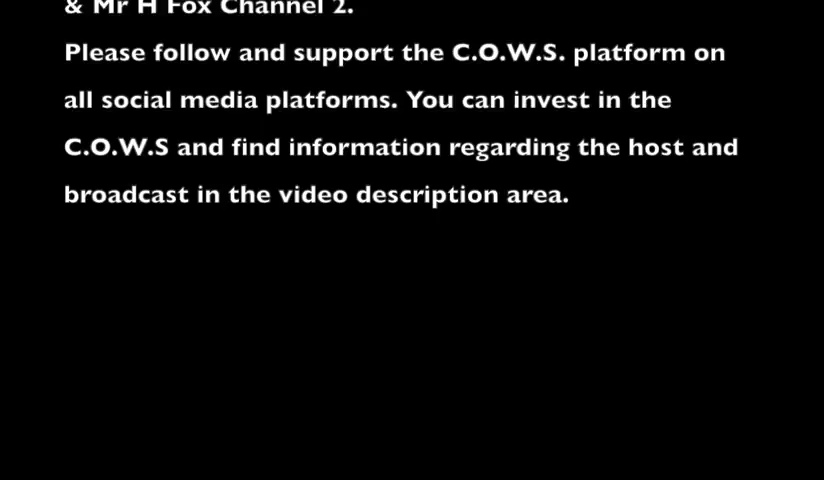 & Mr H Fox Channel 2.
Please follow and support the C.O.W.S. platform on
all social media platforms. You can invest in the
C.O.W.S and find information regarding the host and
broadcast in the video description area.